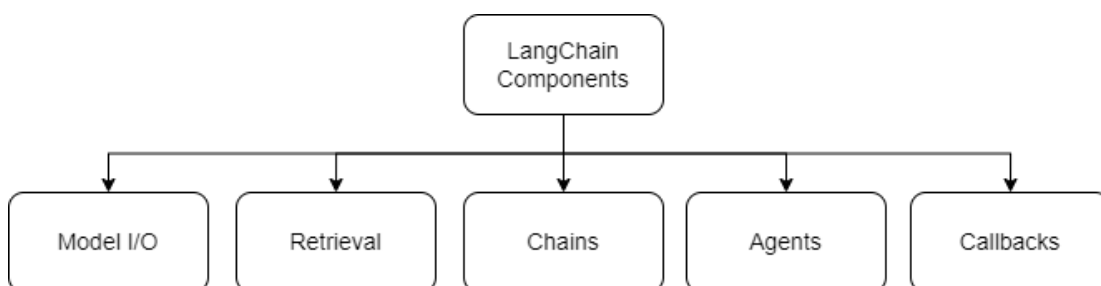 LangChain
Components
Model I/O
Retrieval
Chains
Agents
Callbacks